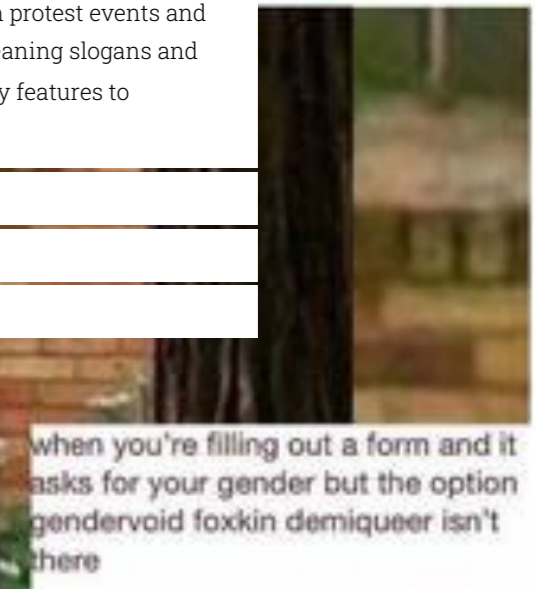 protest events and
eaning slogans and
y features to
when you're filling out a form and it
asks for your gender but the option
gendervoid foxkin demiqueer isn't
there